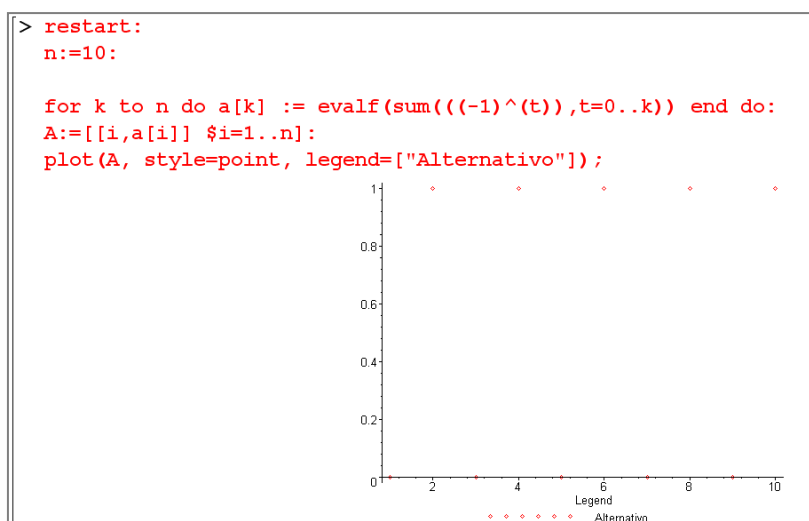 > restart:
n:=10:
for k to n do a[k] := evalf(sum(((-1)^(t)),t=0..k)) end do:
A:=[[i,a[i]] $i=1..n]:
plot(A, style=point, legend=["Alternativo"]);
1
0.8
0.6
0.4
0.2
0
2 4 6 8 10
Legend
Alternativo